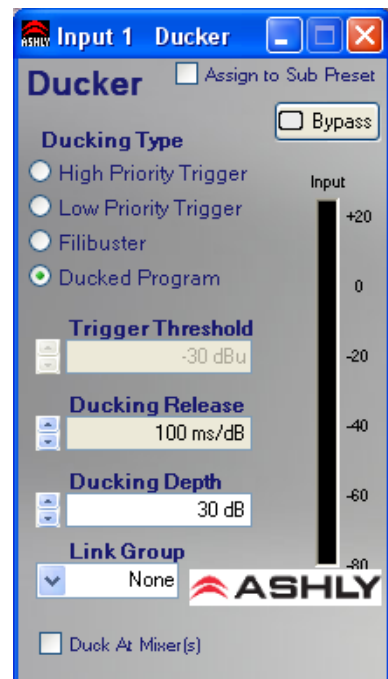 ASHLY Input 1 Ducker
Ducker
Assign to Sub Preset
Bypass
Ducking Type
High Priority Trigger
Low Priority Trigger
Filibuster
Ducked Program
Input
+20
0
-20
-40
-60
-80
Trigger Threshold
-30 dBu
Ducking Release
100 ms/dB
Ducking Depth
30 dB
Link Group
None
ASHLY
Duck At Mixer(s)